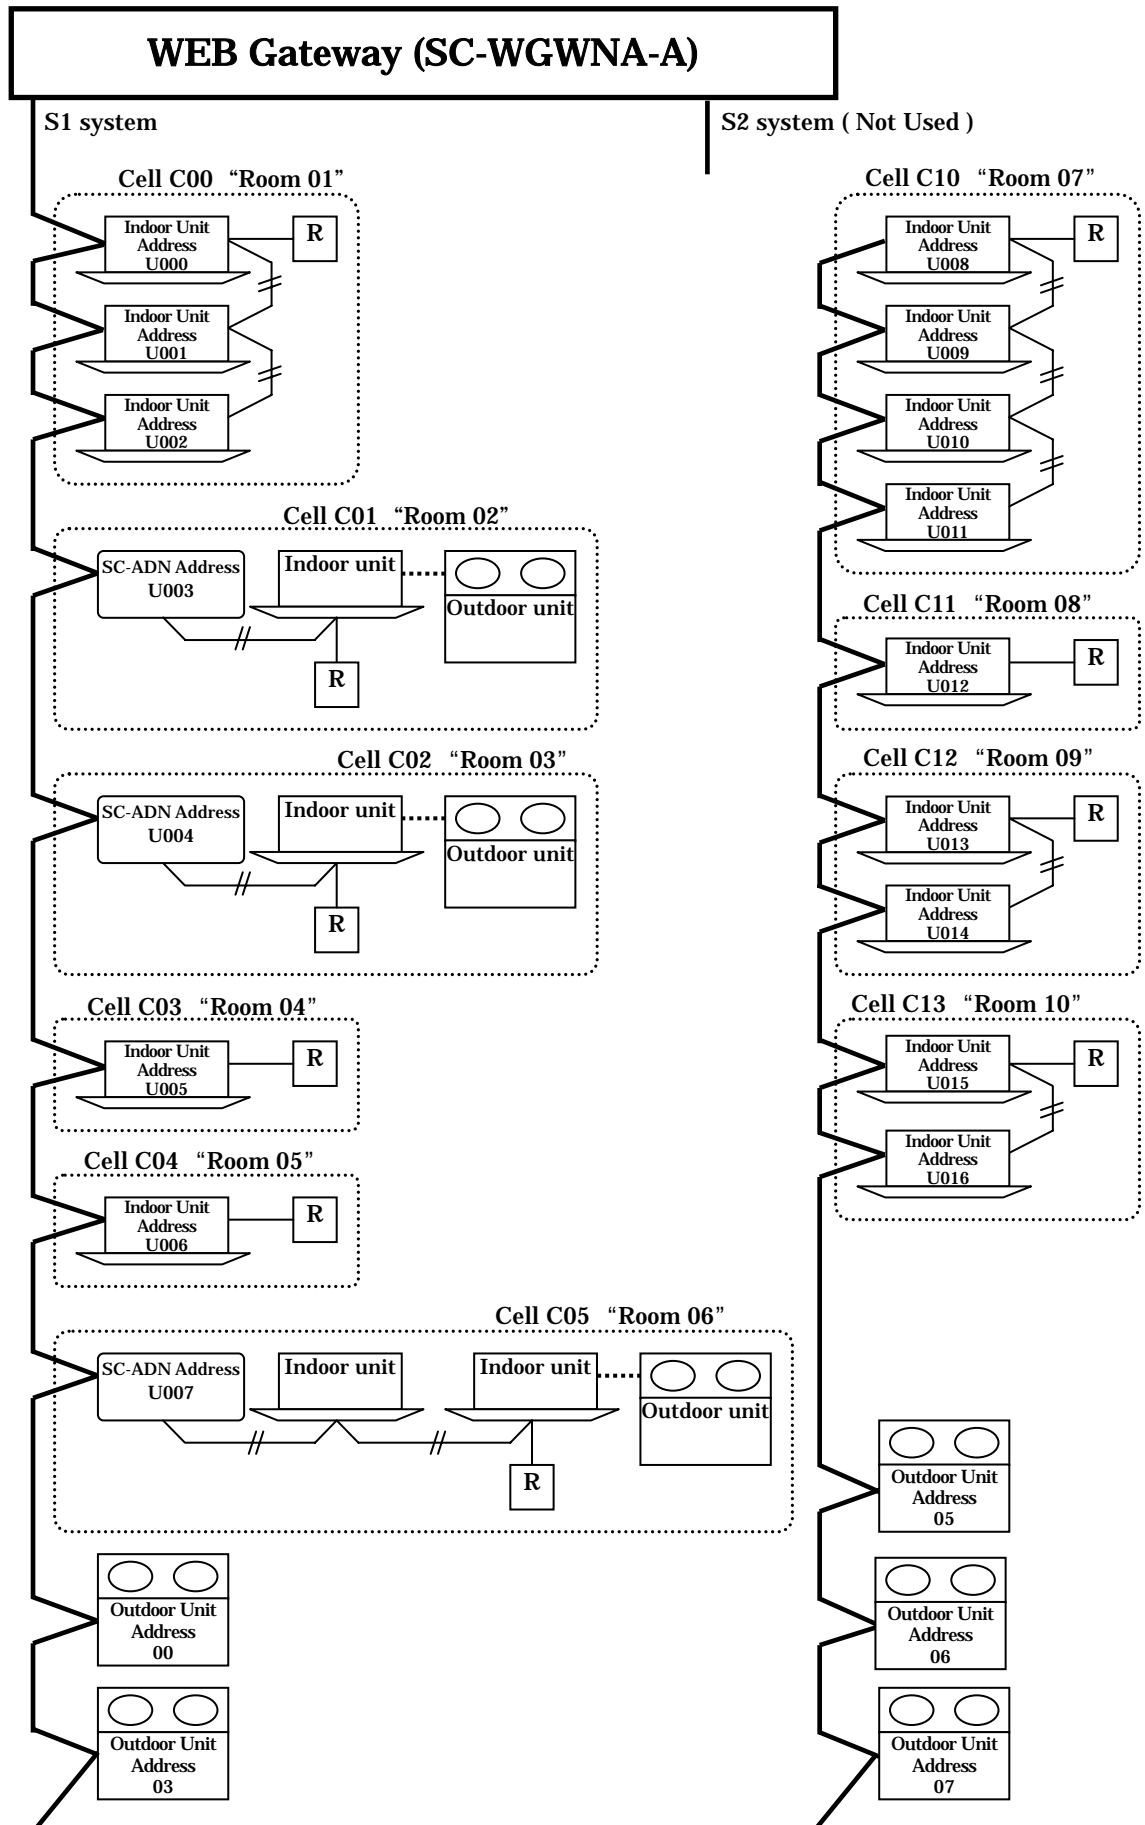 WEB Gateway (SC-WGWNA-A)
S1 system
S2 system ( Not Used )
Cell C00 “Room 01”
Indoor Unit
Address
U000
R
Indoor Unit
Address
U001
Indoor Unit
Address
U002
Cell C01 “Room 02”
SC-ADN Address
U003
Indoor unit
Outdoor unit
R
Cell C02 “Room 03”
SC-ADN Address
U004
Indoor unit
Outdoor unit
R
Cell C03 “Room 04”
Indoor Unit
Address
U005
R
Cell C04 “Room 05”
Indoor Unit
Address
U006
R
Cell C05 “Room 06”
SC-ADN Address
U007
Indoor unit
Indoor unit
Outdoor unit
R
Outdoor Unit
Address
00
Outdoor Unit
Address
03
Cell C10 “Room 07”
Indoor Unit
Address
U008
R
Indoor Unit
Address
U009
Indoor Unit
Address
U010
Indoor Unit
Address
U011
Cell C11 “Room 08”
Indoor Unit
Address
U012
R
Cell C12 “Room 09”
Indoor Unit
Address
U013
R
Indoor Unit
Address
U014
Cell C13 “Room 10”
Indoor Unit
Address
U015
R
Indoor Unit
Address
U016
Outdoor Unit
Address
05
Outdoor Unit
Address
06
Outdoor Unit
Address
07